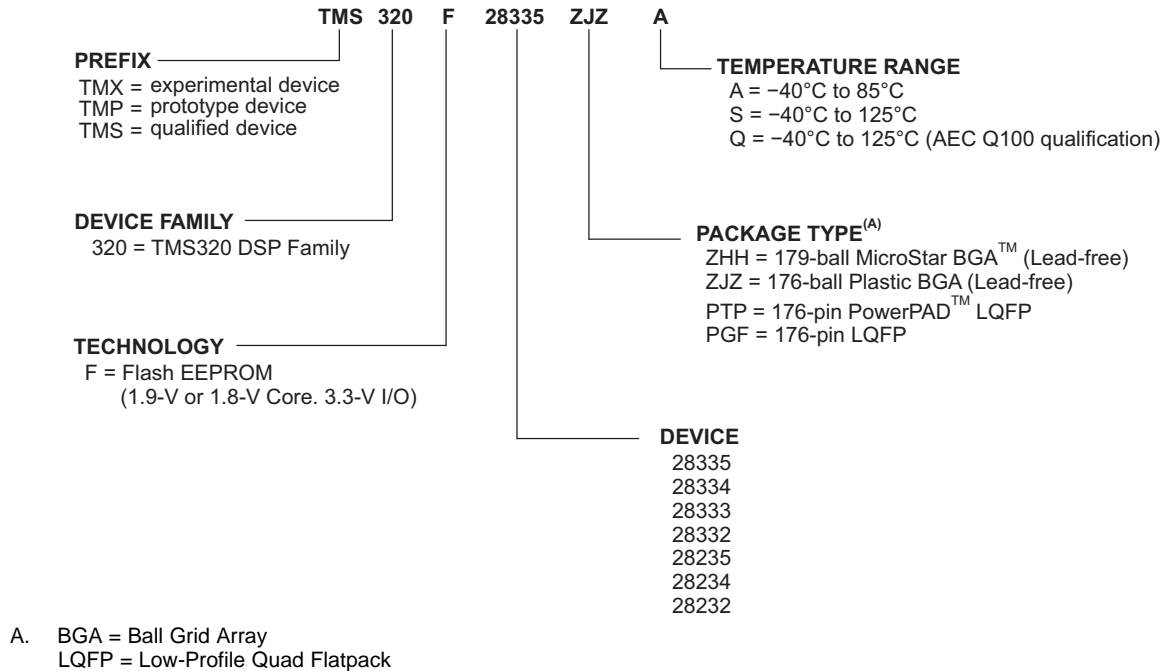 TMS 320 F 28335 ZJZ A
PREFIX
TMX = experimental device
TMP = prototype device
TMS = qualified device
TEMPERATURE RANGE
A = −40°C to 85°C
S = −40°C to 125°C
Q = −40°C to 125°C (AEC Q100 qualification)
DEVICE FAMILY
320 = TMS320 DSP Family
PACKAGE TYPE(A)
ZHH = 179-ball MicroStar BGA™ (Lead-free)
ZJZ = 176-ball Plastic BGA (Lead-free)
PTP = 176-pin PowerPAD™ LQFP
PGF = 176-pin LQFP
TECHNOLOGY
F = Flash EEPROM
(1.9-V or 1.8-V Core. 3.3-V I/O)
DEVICE
28335
28334
28333
28332
28235
28234
28232
A. BGA = Ball Grid Array
LQFP = Low-Profile Quad Flatpack